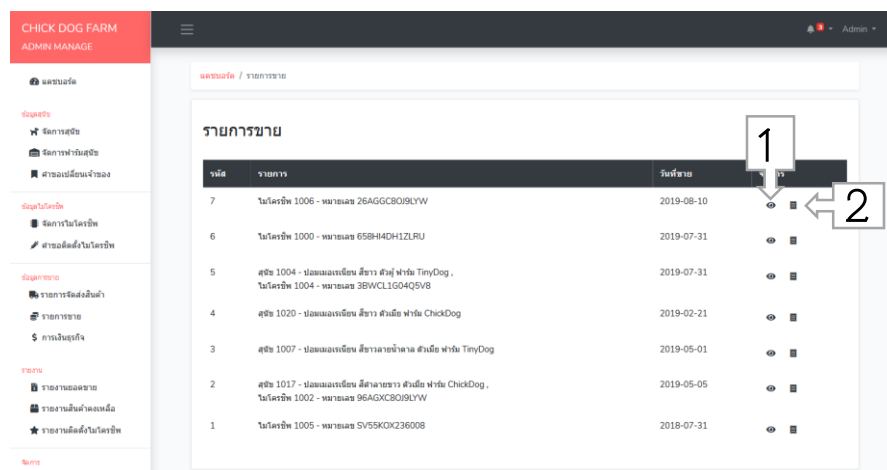 CHICK DOG FARM
ADMIN MANAGE
3
Admin
แดชบอร์ด
ข้อมูลสุนัข
จัดการสุนัข
จัดการฟาร์มสุนัข
คำขอเปลี่ยนเจ้าของ
ข้อมูลไมโครชิพ
จัดการไมโครชิพ
คำขอติดตั้งไมโครชิพ
ข้อมูลการขาย
รายการจัดส่งสินค้า
รายการขาย
$ การเงินธุรกิจ
รายงาน
รายงานยอดขาย
รายงานสินค้าคงเหลือ
รายงานติดตั้งไมโครชิพ
จัดการ
แดชบอร์ด / รายการขาย
รายการขาย
1
2
รหัส รายการ วันที่ขาย
7 ไมโครชิพ 1006 - หมายเลข 26AGGC8OJ9LYW 2019-08-10
6 ไมโครชิพ 1000 - หมายเลข 658HI4DH1ZLRU 2019-07-31
5 สุนัข 1004 - ปอมเมอเรเนียน สีขาว ตัวผู้ ฟาร์ม TinyDog , 2019-07-31
ไมโครชิพ 1004 - หมายเลข 3BWCL1G04Q5V8
4 สุนัข 1020 - ปอมเมอเรเนียน สีขาว ตัวเมีย ฟาร์ม ChickDog 2019-02-21
3 สุนัข 1007 - ปอมเมอเรเนียน สีขาวลายน้ำตาล ตัวเมีย ฟาร์ม TinyDog 2019-05-01
2 สุนัข 1017 - ปอมเมอเรเนียน สีดำลายขาว ตัวเมีย ฟาร์ม ChickDog , 2019-05-05
ไมโครชิพ 1002 - หมายเลข 96AGXC8OJ9LYW
1 ไมโครชิพ 1005 - หมายเลข SV55KOX236008 2018-07-31